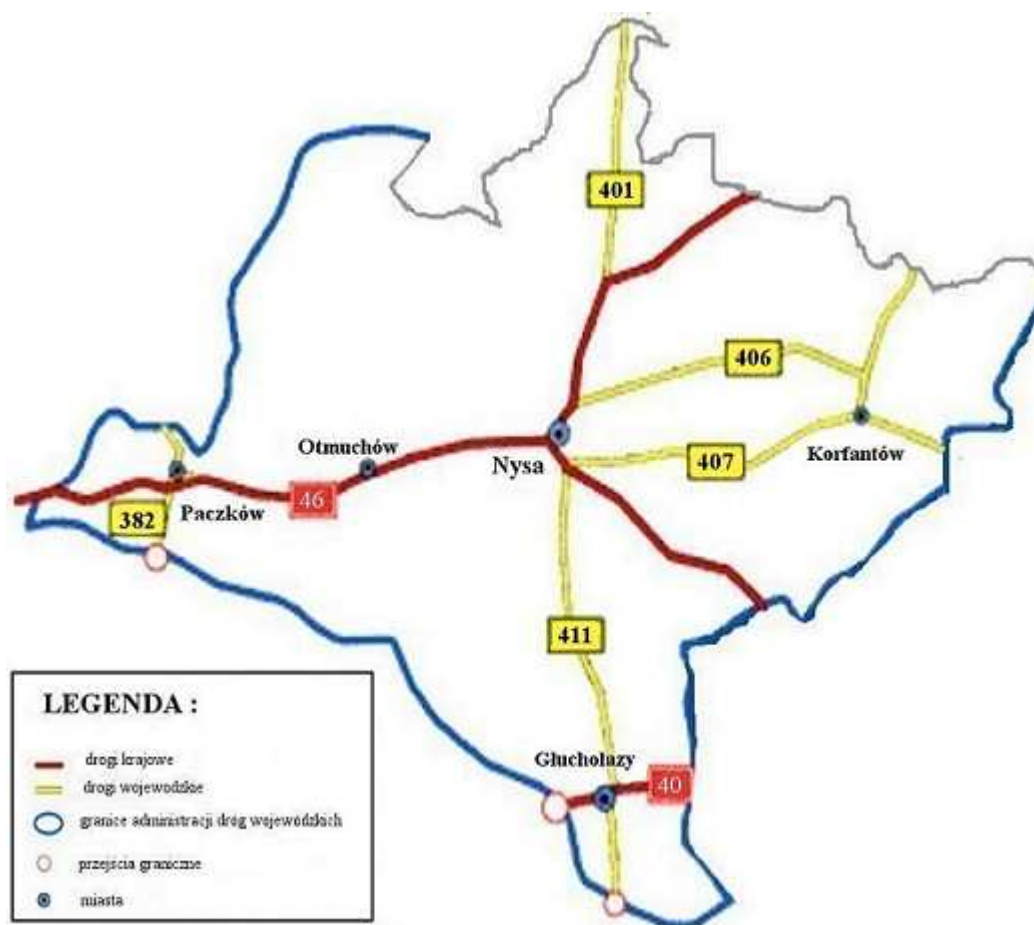 401
406
Otmuchów
Korfantów
Nysa
407
46
Paczków
382
411
Głuchołazy
40
LEGENDA :
drogi krajowe
drogi wojewodzkie
granice administracji dróg wojewódzkich
przejścia graniczne
miasta